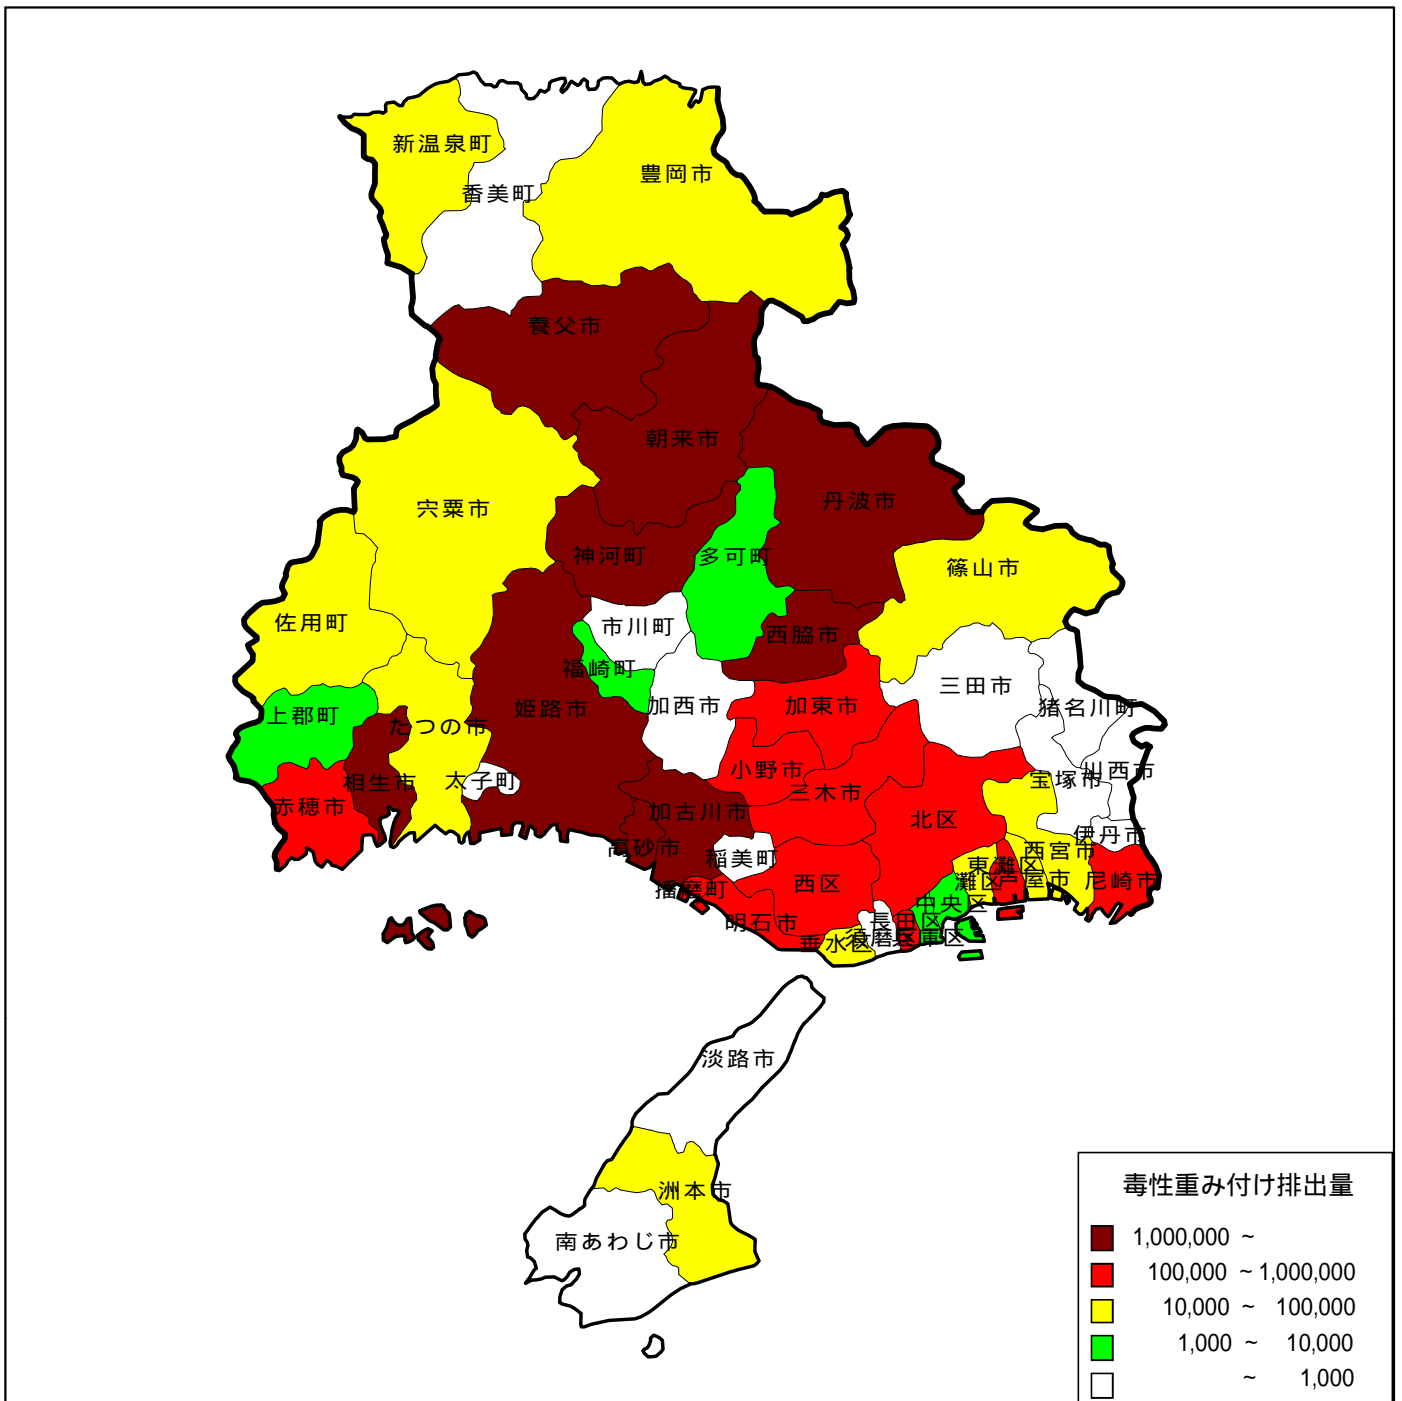 新温泉町
香美町
豊岡市
養父市
朝来市
丹波市
宍粟市
神河町
多可町
篠山市
佐用町
市川町
西脇市
福崎町
三田市
上郡町
たつの市
姫路市
加西市
加東市
猪名川町
相生市
太子町
小野市
三木市
宝塚市
川西市
赤穂市
加古川市
北区
伊丹市
高砂市
稲美町
西宮市
東灘区
灘区
芦屋市
尼崎市
播磨町
西区
中央区
明石市
長田区
垂水区
須磨区
兵庫区
淡路市
洲本市
南あわじ市
毒性重み付け排出量
1,000,000 ~
100,000 ~ 1,000,000
10,000 ~ 100,000
1,000 ~ 10,000
~ 1,000